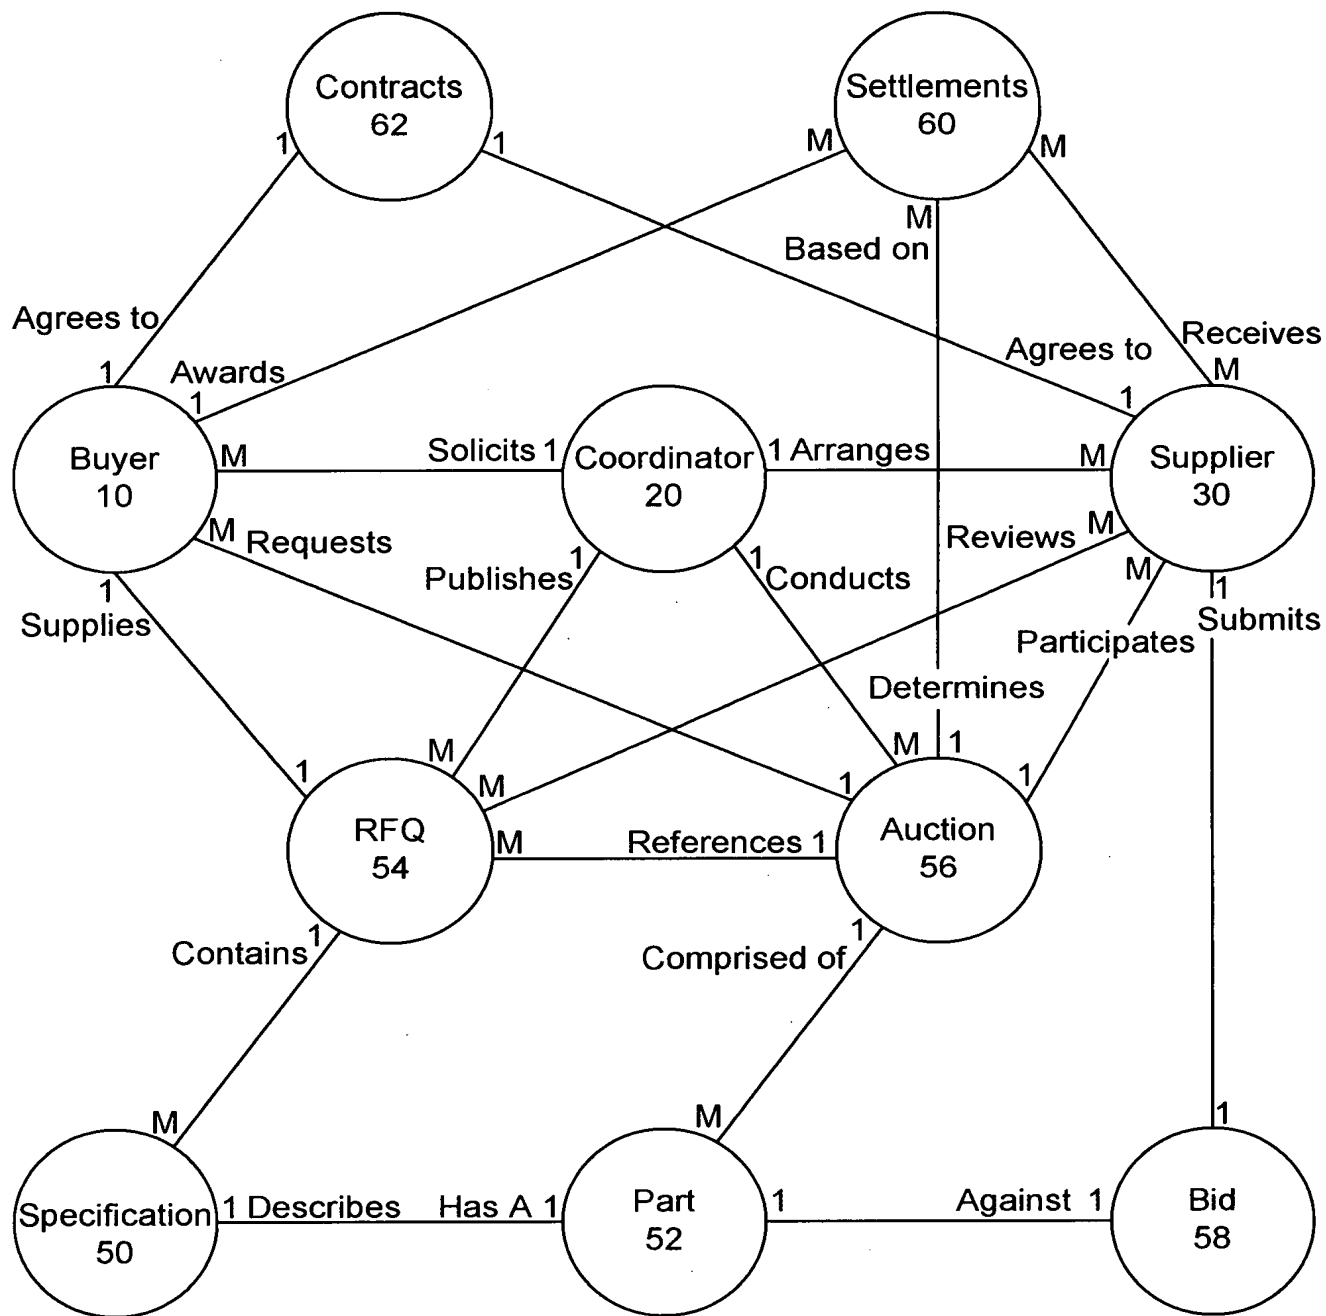 Contracts
62
Settlements
60
1
1
M
M
M
Based on
Agrees to
Receives
Agrees to
M
1
Awards
1
1
Buyer
10
M
Solicits 1
Coordinator
20
1 Arranges
M
Supplier
30
M
Requests
Reviews
M
1
Publishes
1
Conducts
M
1
Supplies
1
Submits
Participates
Determines
M
M
1
1
M
1
1
RFQ
54
M
References 1
Auction
56
Contains
1
1
Comprised of
M
M
1
Specification
50
1 Describes
Has A 1
Part
52
1
Against 1
Bid
58